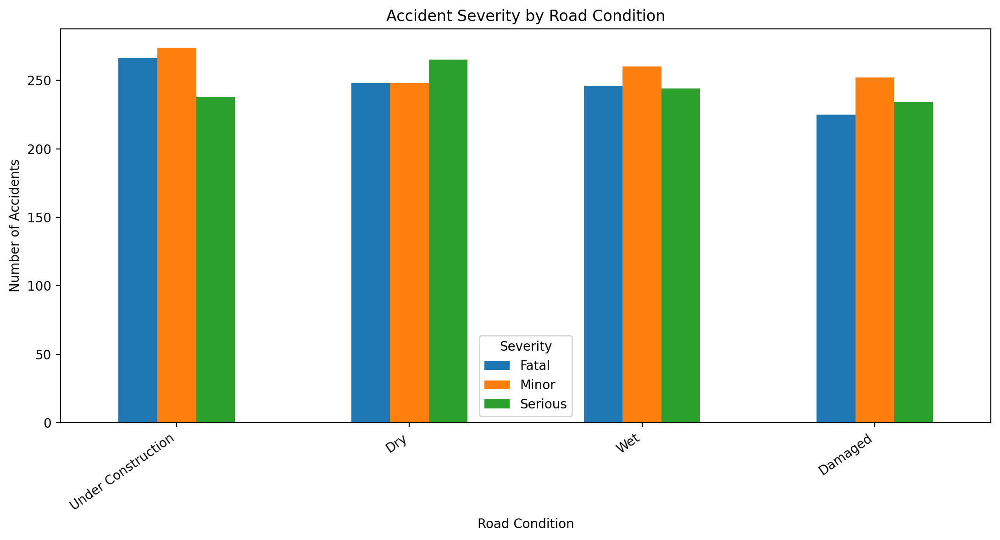 Accident Severity by Road Condition
Number of Accidents
250
200
150
100
50
0
Severity
Fatal
Minor
Serious
Under Construction
Dry
Wet
Damaged
Road Condition